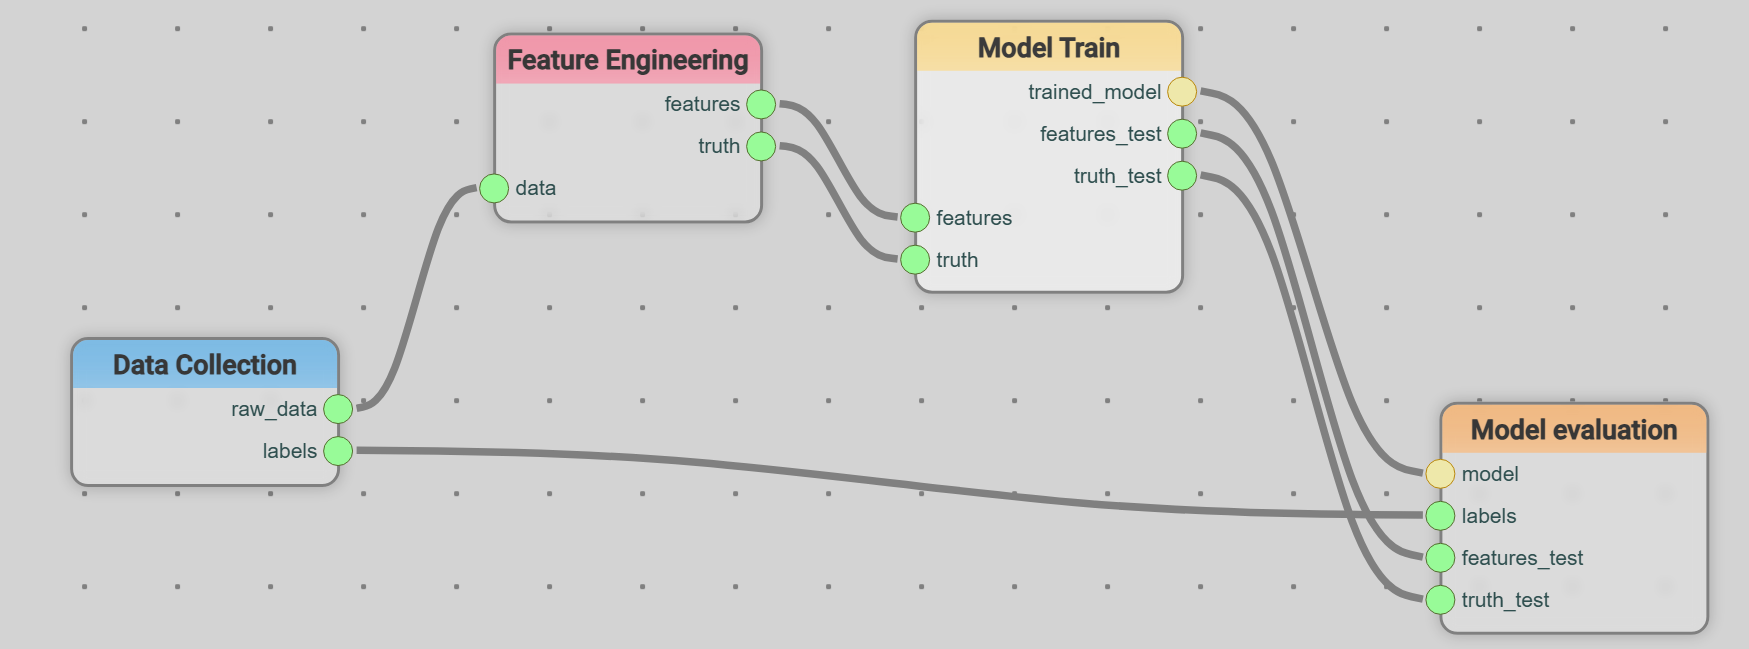 Feature Engineering
features
truth
data
Model Train
trained_model
features_test
truth_test
features
truth
Data Collection
raw_data
labels
Model evaluation
model
labels
features_test
truth_test